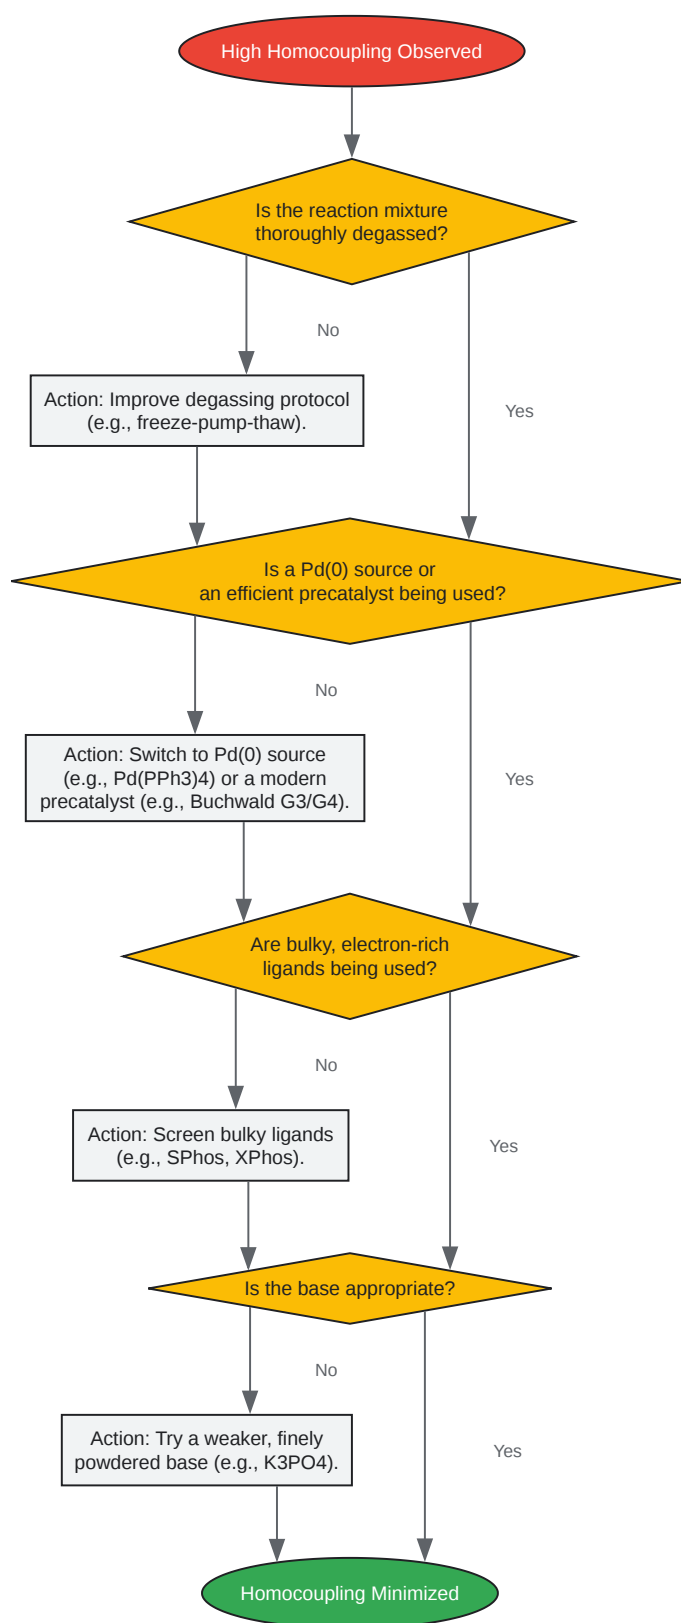 High Homocoupling Observed
Is the reaction mixture
thoroughly degassed?
No
Action: Improve degassing protocol
(e.g., freeze-pump-thaw).
Yes
Is a Pd(0) source or
an efficient precatalyst being used?
No
Action: Switch to Pd(0) source
(e.g., Pd(PPh3)4) or a modern
precatalyst (e.g., Buchwald G3/G4).
Yes
Are bulky, electron-rich
ligands being used?
No
Action: Screen bulky ligands
(e.g., SPhos, XPhos).
Yes
Is the base appropriate?
No
Action: Try a weaker, finely
powdered base (e.g., K3PO4).
Yes
Homocoupling Minimized